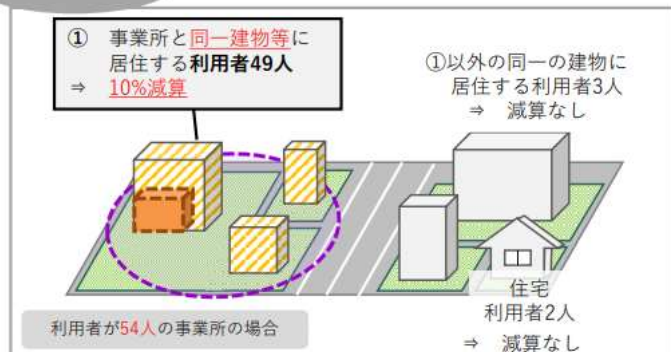 ① 事業所と同一建物等に
居住する利用者49人
⇒ 10%減算
①以外の同一の建物に
居住する利用者3人
⇒ 減算なし
住宅
利用者2人
⇒ 減算なし
利用者が54人の事業所の場合